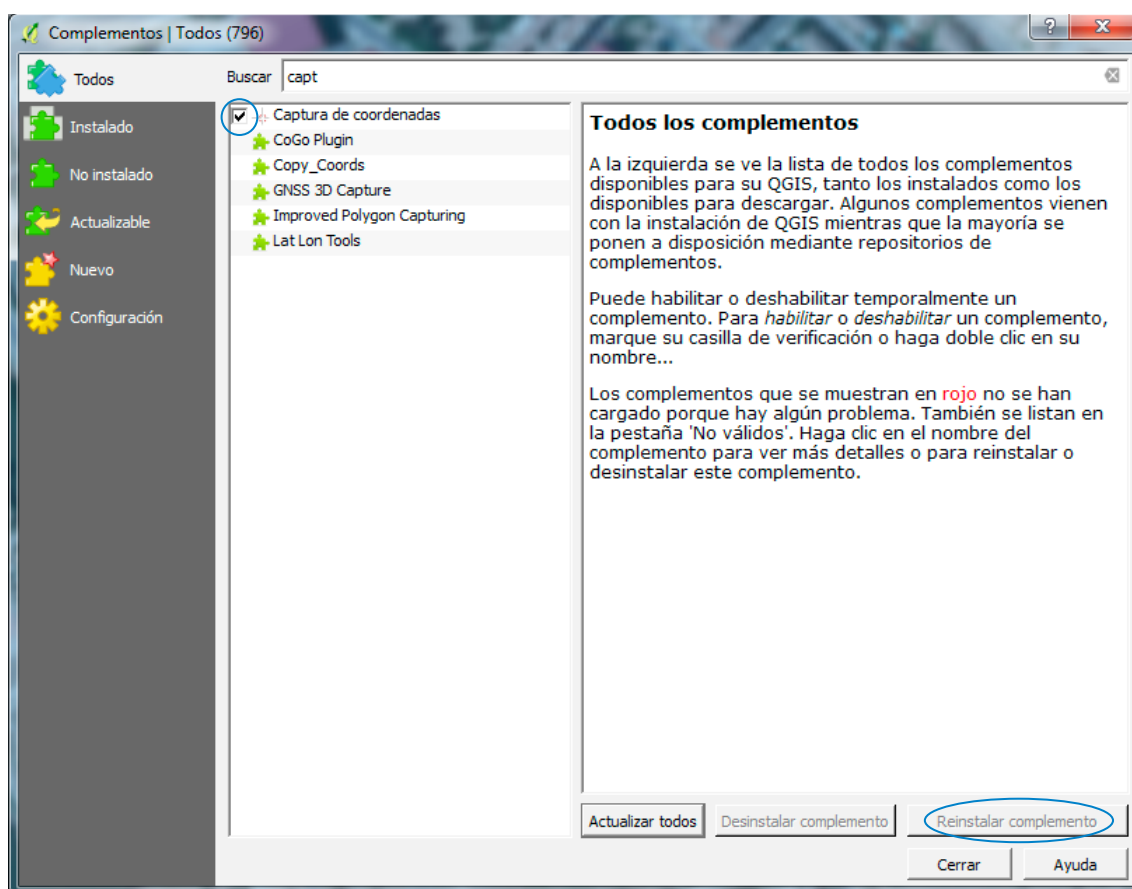 Complementos | Todos (796)
Todos
Buscar capt
Instalado
No instalado
Actualizable
Nuevo
Configuración
Captura de coordenadas
CoGo Plugin
Copy_Coords
GNSS 3D Capture
Improved Polygon Capturing
Lat Lon Tools
Todos los complementos
A la izquierda se ve la lista de todos los complementos
disponibles para su QGIS, tanto los instalados como los
disponibles para descargar. Algunos complementos vienen
con la instalación de QGIS mientras que la mayoría se
ponen a disposición mediante repositorios de
complementos.
Puede habilitar o deshabilitar temporalmente un
complemento. Para habilitar o deshabilitar un complemento,
marque su casilla de verificación o haga doble clic en su
nombre...
Los complementos que se muestran en rojo no se han
cargado porque hay algún problema. También se listan en
la pestaña 'No válidos'. Haga clic en el nombre del
complemento para ver más detalles o para reinstalar o
desinstalar este complemento.
Actualizar todos Desinstalar complemento Reinstalar complemento
Cerrar Ayuda